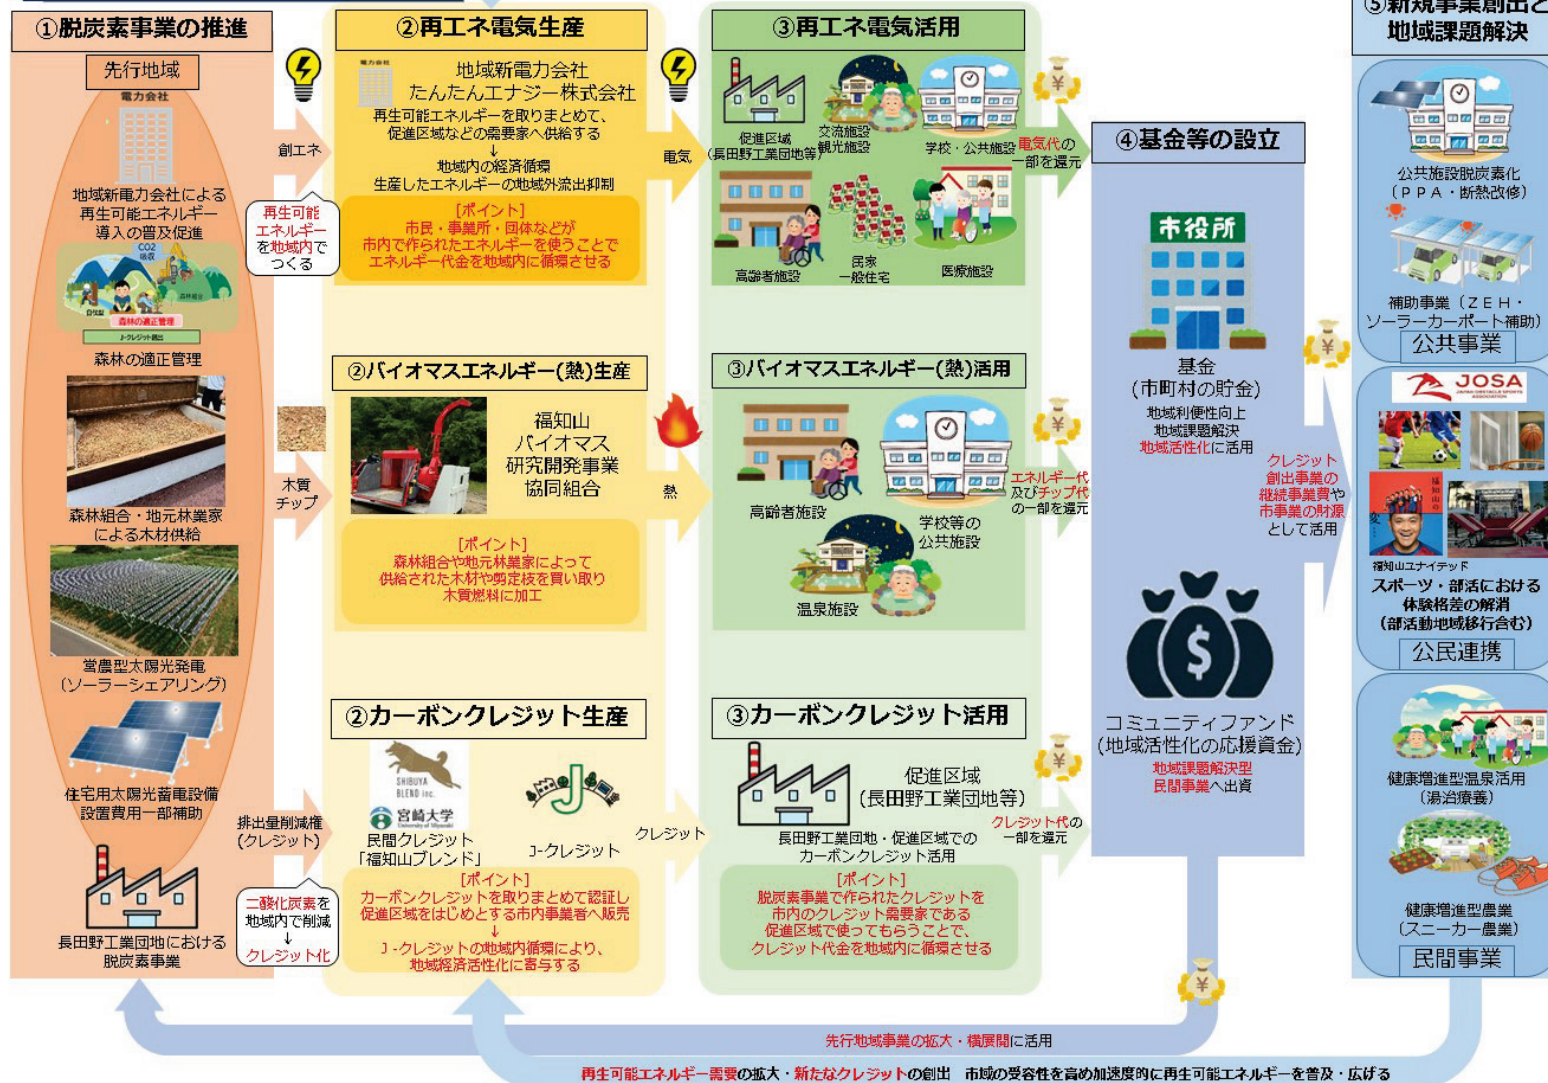 ①脱炭素事業の推進
先行地域
電力会社
地域新電力会社による
再生可能エネルギー
導入の普及促進
CO2
吸収
森林組合
自伐型
森林の適正管理
J-クレジット創出
森林の適正管理
森林組合・地元林業家
による木材供給
営農型太陽光発電
(ソーラーシェアリング)
住宅用太陽光蓄電設備
設置費用一部補助
長田野工業団地における
脱炭素事業
創エネ
再生可能
エネルギー
を地域内で
つくる
木質
チップ
排出量削減権
(クレジット)
二酸化炭素を
地域内で削減
↓
クレジット化
②再エネ電気生産
電力会社
地域新電力会社
たんたんエナジー株式会社
再生可能エネルギーを取りまとめて、
促進区域などの需要家へ供給する
↓
地域内の経済循環
生産したエネルギーの地域外流出抑制
[ポイント]
市民・事業所・団体などが
市内で作られたエネルギーを使うことで
エネルギー代金を地域内に循環させる
②バイオマスエネルギー(熱)生産
福知山
バイオマス
研究開発事業
協同組合
[ポイント]
森林組合や地元林業家によって
供給された木材や剪定枝を買い取り
木質燃料に加工
②カーボンクレジット生産
SHIBUYA
BLEND inc.
宮崎大学
University of Miyazaki
民間クレジット
「福知山ブレンド」
J
J-クレジット
[ポイント]
カーボンクレジットを取りまとめて認証し
促進区域をはじめとする市内事業者へ販売
↓
J-クレジットの地域内循環により、
地域経済活性化に寄与する
電気
熱
クレジット
③再エネ電気活用
促進区域
(長田野工業団地等)
交流施設
観光施設
学校・公共施設
高齢者施設
民家
一般住宅
医療施設
③バイオマスエネルギー(熱)活用
高齢者施設
学校等の
公共施設
温泉施設
③カーボンクレジット活用
促進区域
(長田野工業団地等)
長田野工業団地・促進区域での
カーボンクレジット活用
[ポイント]
脱炭素事業で作られたクレジットを
市内のクレジット需要家である
促進区域で使ってもらうことで、
クレジット代金を地域内に循環させる
¥
電気代の
一部を還元
¥
エネルギー代
及びチップ代
の一部を還元
¥
クレジット代の
一部を還元
④基金等の設立
市役所
基金
(市町村の貯金)
地域利便性向上
地域課題解決
地域活性化に活用
$
コミュニティファンド
(地域活性化の応援資金)
地域課題解決型
民間事業へ出資
¥
クレジット
創出事業の
継続事業費や
市事業の財源
として活用
⑤新規事業創出と
地域課題解決
公共施設脱炭素化
(ＰＰＡ・断熱改修)
補助事業(ＺＥＨ・
ソーラーカーポート補助)
公共事業
JOSA
JAPAN OBSTACLE SPORTS
ASSOCIATION
福知山の
変
福知山ユナイテッド
スポーツ・部活における
体験格差の解消
(部活動地域移行含む)
公民連携
健康増進型温泉活用
(湯治療養)
健康増進型農業
(スニーカー農業)
民間事業
¥
先行地域事業の拡大・横展開に活用
再生可能エネルギー需要の拡大・新たなクレジットの創出　市域の受容性を高め加速度的に再生可能エネルギーを普及・広げる